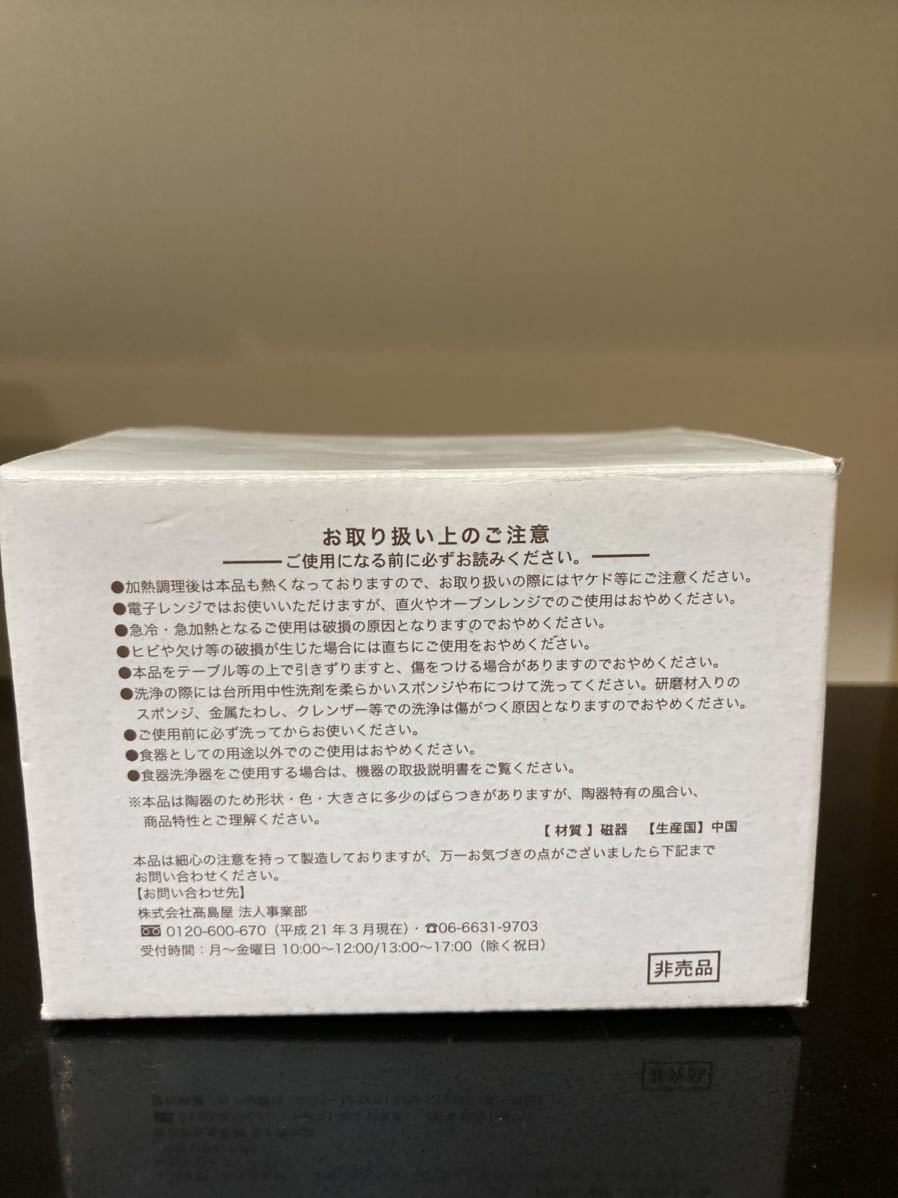 お取り扱い上のご注意
ご使用になる前に必ずお読みください。
●加熱調理後は本品も熱くなっておりますので、お取り扱いの際にはヤケド等にご注意ください。
●電子レンジではお使いいただけますが、直火やオーブンレンジでのご使用はおやめください。
●急冷・急加熱となるご使用は破損の原因となりますのでおやめください。
●ヒビや欠け等の破損が生じた場合には直ちにご使用をおやめください。
●本品をテーブル等の上で引きずりますと、傷をつける場合がありますのでおやめください。
●洗浄の際には台所用中性洗剤を柔らかいスポンジや布につけて洗ってください。研磨材入りの
スポンジ、金属たわし、クレンザー等での洗浄は傷がつく原因となりますのでおやめください。
●ご使用前に必ず洗ってからお使いください。
●食器としての用途以外でのご使用はおやめください。
●食器洗浄器をご使用する場合は、機器の取扱説明書をご覧ください。
※本品は陶器のため形状・色・大きさに多少のばらつきがありますが、陶器特有の風合い、
商品特性とご理解ください。
【材質】磁器 【生産国】中国
本品は細心の注意を持って製造しておりますが、万一お気づきの点がございましたら下記まで
お問い合わせください。
【お問い合わせ先】
株式会社髙島屋 法人事業部
0120-600-670（平成21年3月現在）・☎06-6631-9703
受付時間：月〜金曜日 10:00〜12:00/13:00〜17:00（除く祝日）
非売品